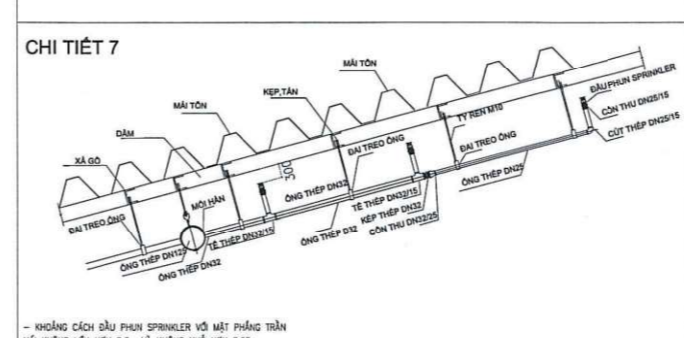 CHI TIẾT 7
MÁI TÔN
ĐẦU PHUN SPRINKLER
KẸP, TÁN
CÔN THU DN25/15
MÁI TÔN
TY REN M10
CÚT THÉP DN25/15
DẦM
ĐAI TREO ỐNG
ĐAI TREO ỐNG
XÀ GỒ
300
ỐNG THÉP DN32
ỐNG THÉP DN25
MỐI HÀN
TÊ THÉP DN32/15
KÉP THÉP DN32
CÔN THU DN32/25
ĐAI TREO ỐNG
TÊ THÉP DN32/15
ỐNG THÉP D32
ỐNG THÉP DN125
ỐNG THÉP DN32
- KHOẢNG CÁCH ĐẦU PHUN SPRINKLER VỚI MẶT PHẲNG TRẦN